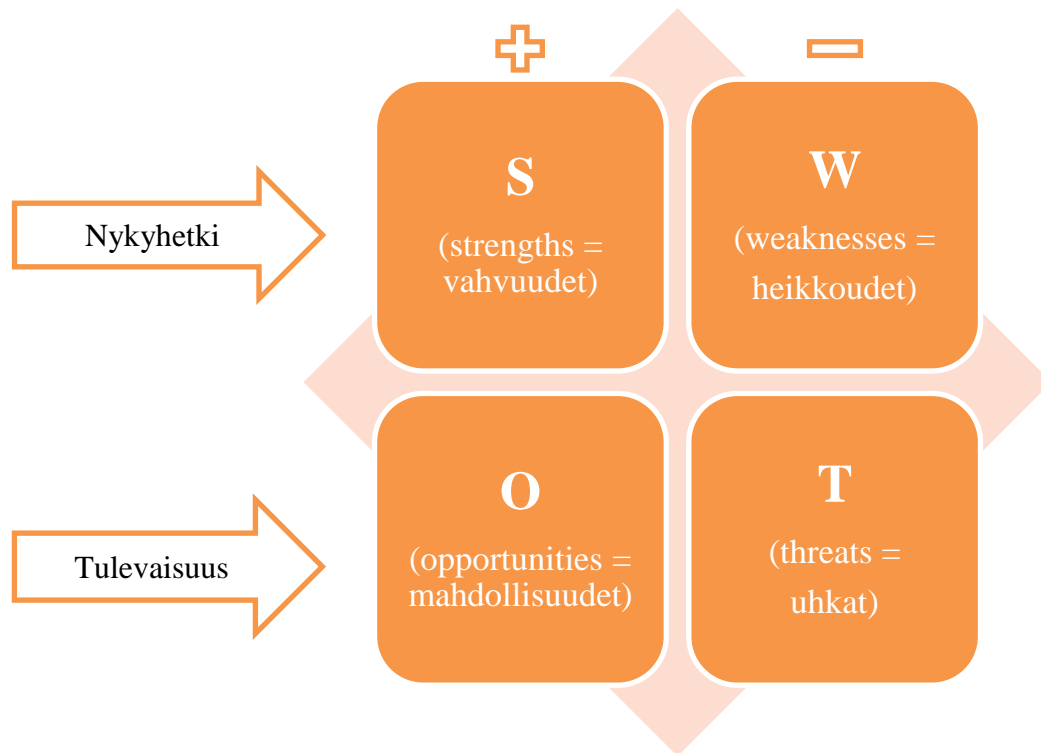 Nykyhetki
S
(strengths =
vahvuudet)
W
(weaknesses =
heikkoudet)
Tulevaisuus
O
(opportunities =
mahdollisuudet)
T
(threats =
uhkat)